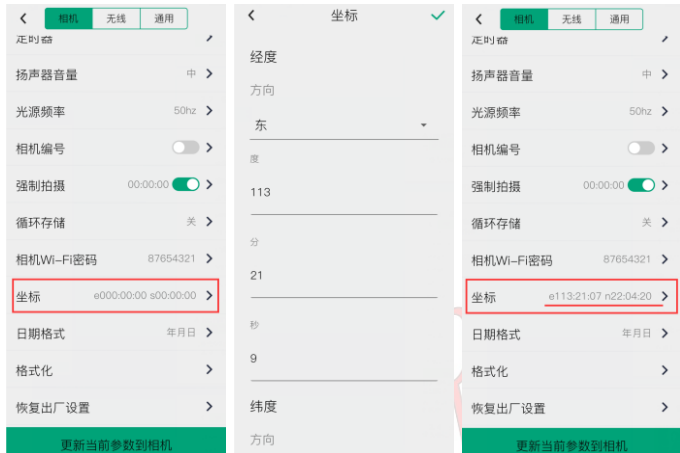 相机 无线 通用
定时器
扬声器音量 中
光源频率 50hz
相机编号
强制拍摄 00:00:00
循环存储 关
相机Wi-Fi密码 87654321
坐标 e000:00:00 s00:00:00
日期格式 年月日
格式化
恢复出厂设置
更新当前参数到相机
坐标
经度
方向
东
度
113
分
21
秒
9
纬度
方向
相机 无线 通用
定时器
扬声器音量 中
光源频率 50hz
相机编号
强制拍摄 00:00:00
循环存储 关
相机Wi-Fi密码 87654321
坐标 e113:21:07 n22:04:20
日期格式 年月日
格式化
恢复出厂设置
更新当前参数到相机